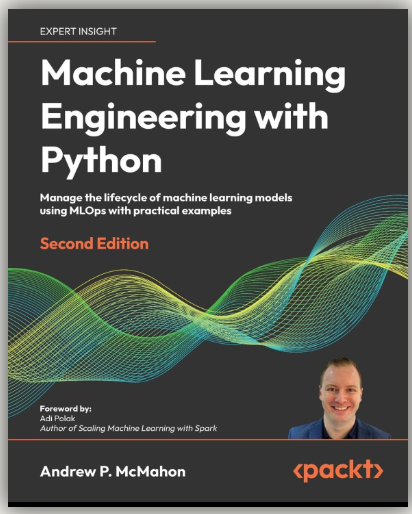 EXPERT INSIGHT
Machine Learning
Engineering with
Python
Manage the lifecycle of machine learning models
using MLOps with practical examples
Second Edition
Foreword by:
Adi Polak
Author of Scaling Machine Learning with Spark
Andrew P. McMahon
<packt>